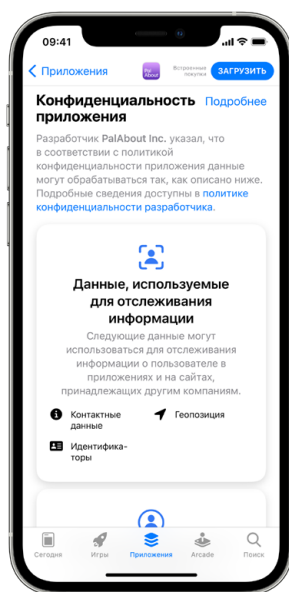 09:41
Приложения
Pal About
Встроенные покупки
ЗАГРУЗИТЬ
Конфиденциальность приложения
Подробнее
Разработчик PalAbout Inc. указал, что
в соответствии с политикой
конфиденциальности приложения данные
могут обрабатываться так, как описано ниже.
Подробные сведения доступны в политике
конфиденциальности разработчика.
Данные, используемые
для отслеживания
информации
Следующие данные могут
использоваться для отслеживания
информации о пользователе в
приложениях и на сайтах,
принадлежащих другим компаниям.
Контактные
данные
Геопозиция
Идентифика-
торы
Сегодня
Игры
Приложения
Arcade
Поиск